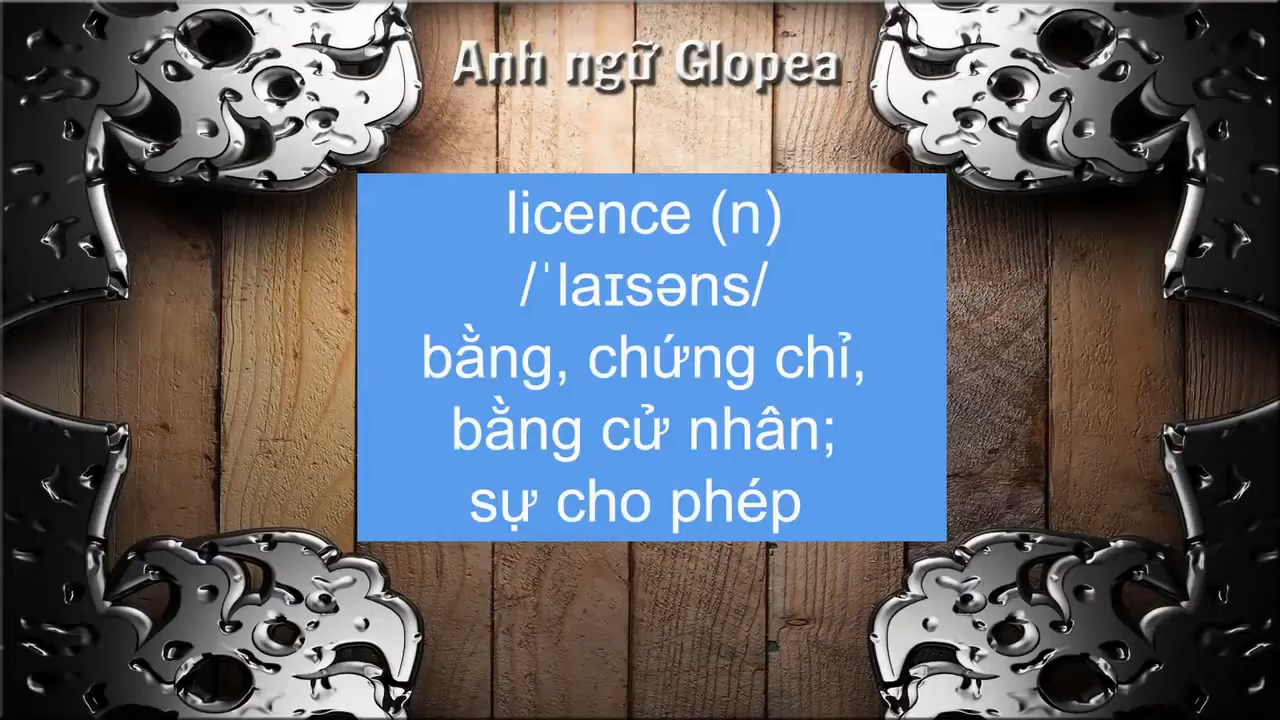 Anh ngữ Glopea
licence (n)
/ˈlaɪsəns/
bằng, chứng chỉ,
bằng cử nhân;
sự cho phép